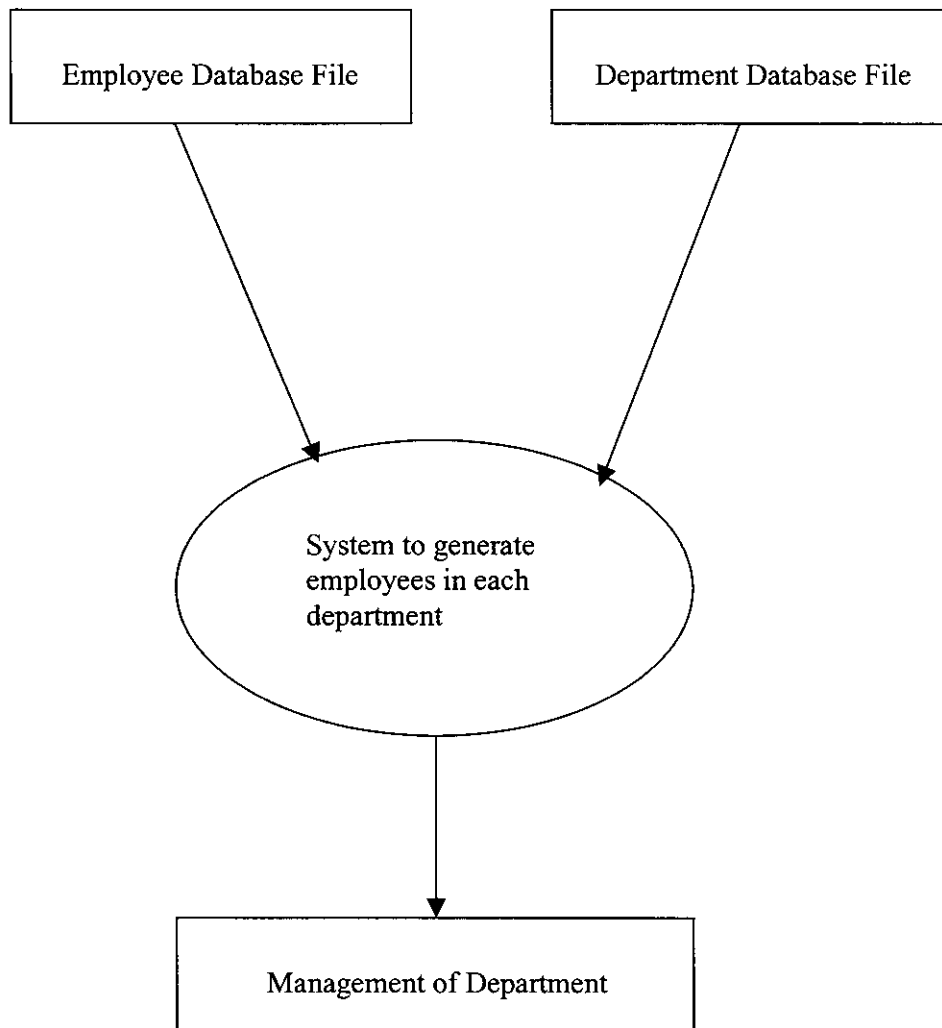 Employee Database File
Department Database File
System to generate
employees in each
department
Management of Department